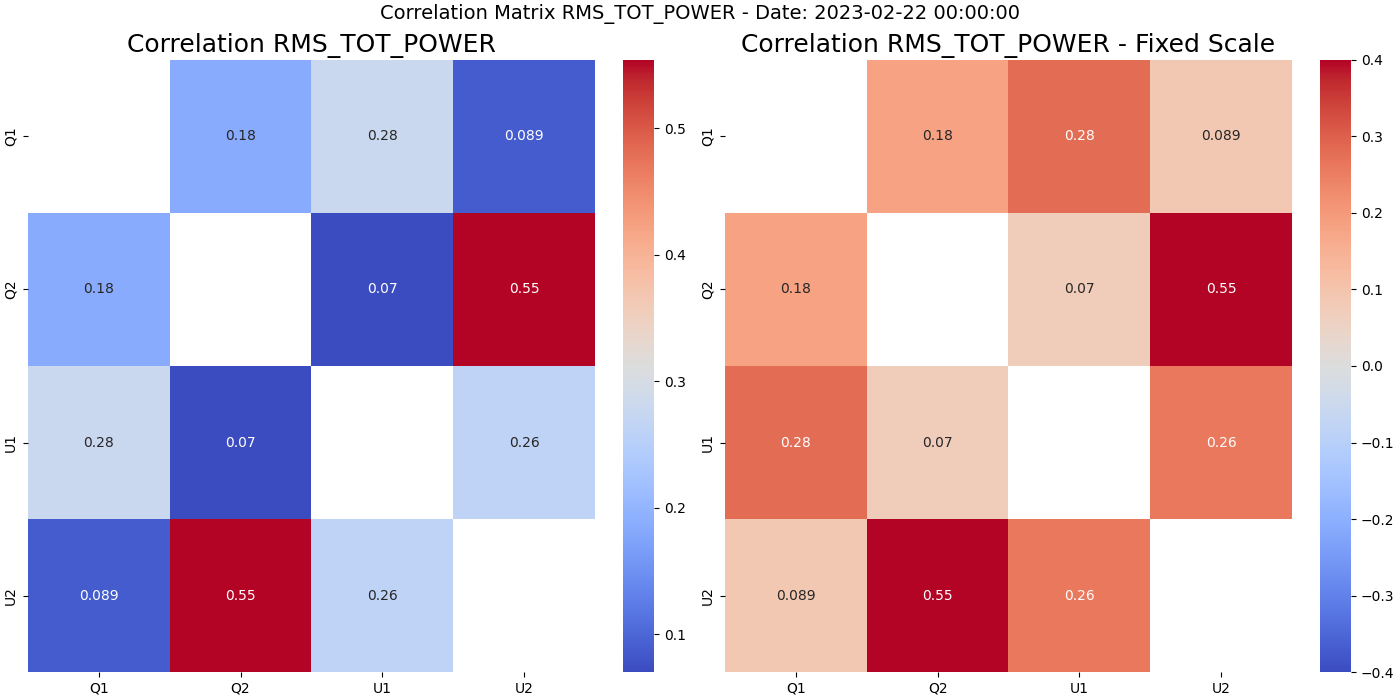 Correlation Matrix RMS_TOT_POWER - Date: 2023-02-22 00:00:00
Correlation RMS_TOT_POWER
Q1
0.18
0.28
0.089
Q2
0.18
0.07
0.55
U1
0.28
0.07
0.26
U2
0.089
0.55
0.26
Q1
Q2
U1
U2
0.5
0.4
0.3
0.2
0.1
Correlation RMS_TOT_POWER - Fixed Scale
Q1
0.18
0.28
0.089
Q2
0.18
0.07
0.55
U1
0.28
0.07
0.26
U2
0.089
0.55
0.26
Q1
Q2
U1
U2
0.4
0.3
0.2
0.1
0.0
−0.1
−0.2
−0.3
−0.4